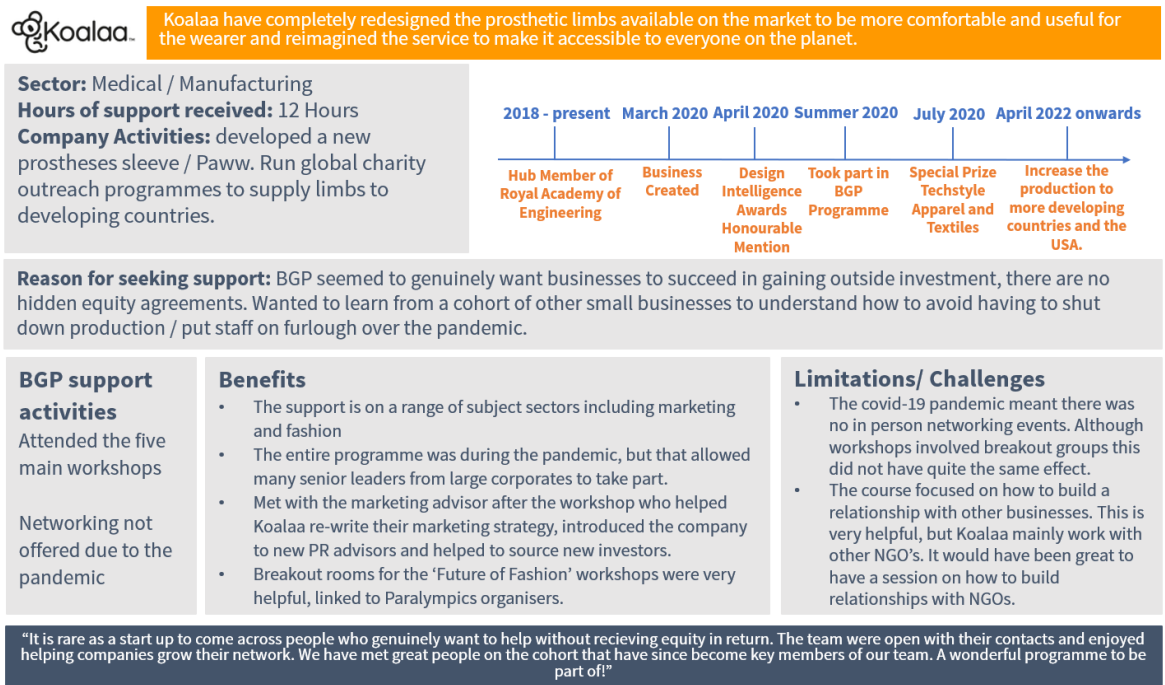 Koalaa™
Koalaa have completely redesigned the prosthetic limbs available on the market to be more comfortable and useful for
the wearer and reimagined the service to make it accessible to everyone on the planet.
Sector: Medical / Manufacturing
Hours of support received: 12 Hours
Company Activities: developed a new
prostheses sleeve / Paww. Run global charity
outreach programmes to supply limbs to
developing countries.
2018 - present
Hub Member of
Royal Academy of
Engineering
March 2020
Business
Created
April 2020
Design
Intelligence
Awards
Honourable
Mention
Summer 2020
Took part in
BGP
Programme
July 2020
Special Prize
Techstyle
Apparel and
Textiles
April 2022 onwards
Increase the
production to
more developing
countries and the
USA.
Reason for seeking support: BGP seemed to genuinely want businesses to succeed in gaining outside investment, there are no
hidden equity agreements. Wanted to learn from a cohort of other small businesses to understand how to avoid having to shut
down production / put staff on furlough over the pandemic.
BGP support
activities
Attended the five
main workshops
Networking not
offered due to the
pandemic
Benefits
• The support is on a range of subject sectors including marketing
and fashion
• The entire programme was during the pandemic, but that allowed
many senior leaders from large corporates to take part.
• Met with the marketing advisor after the workshop who helped
Koalaa re-write their marketing strategy, introduced the company
to new PR advisors and helped to source new investors.
• Breakout rooms for the ‘Future of Fashion’ workshops were very
helpful, linked to Paralympics organisers.
Limitations/ Challenges
• The covid-19 pandemic meant there was
no in person networking events. Although
workshops involved breakout groups this
did not have quite the same effect.
• The course focused on how to build a
relationship with other businesses. This is
very helpful, but Koalaa mainly work with
other NGO’s. It would have been great to
have a session on how to build
relationships with NGOs.
“It is rare as a start up to come across people who genuinely want to help without recieving equity in return. The team were open with their contacts and enjoyed
helping companies grow their network. We have met great people on the cohort that have since become key members of our team. A wonderful programme to be
part of!”